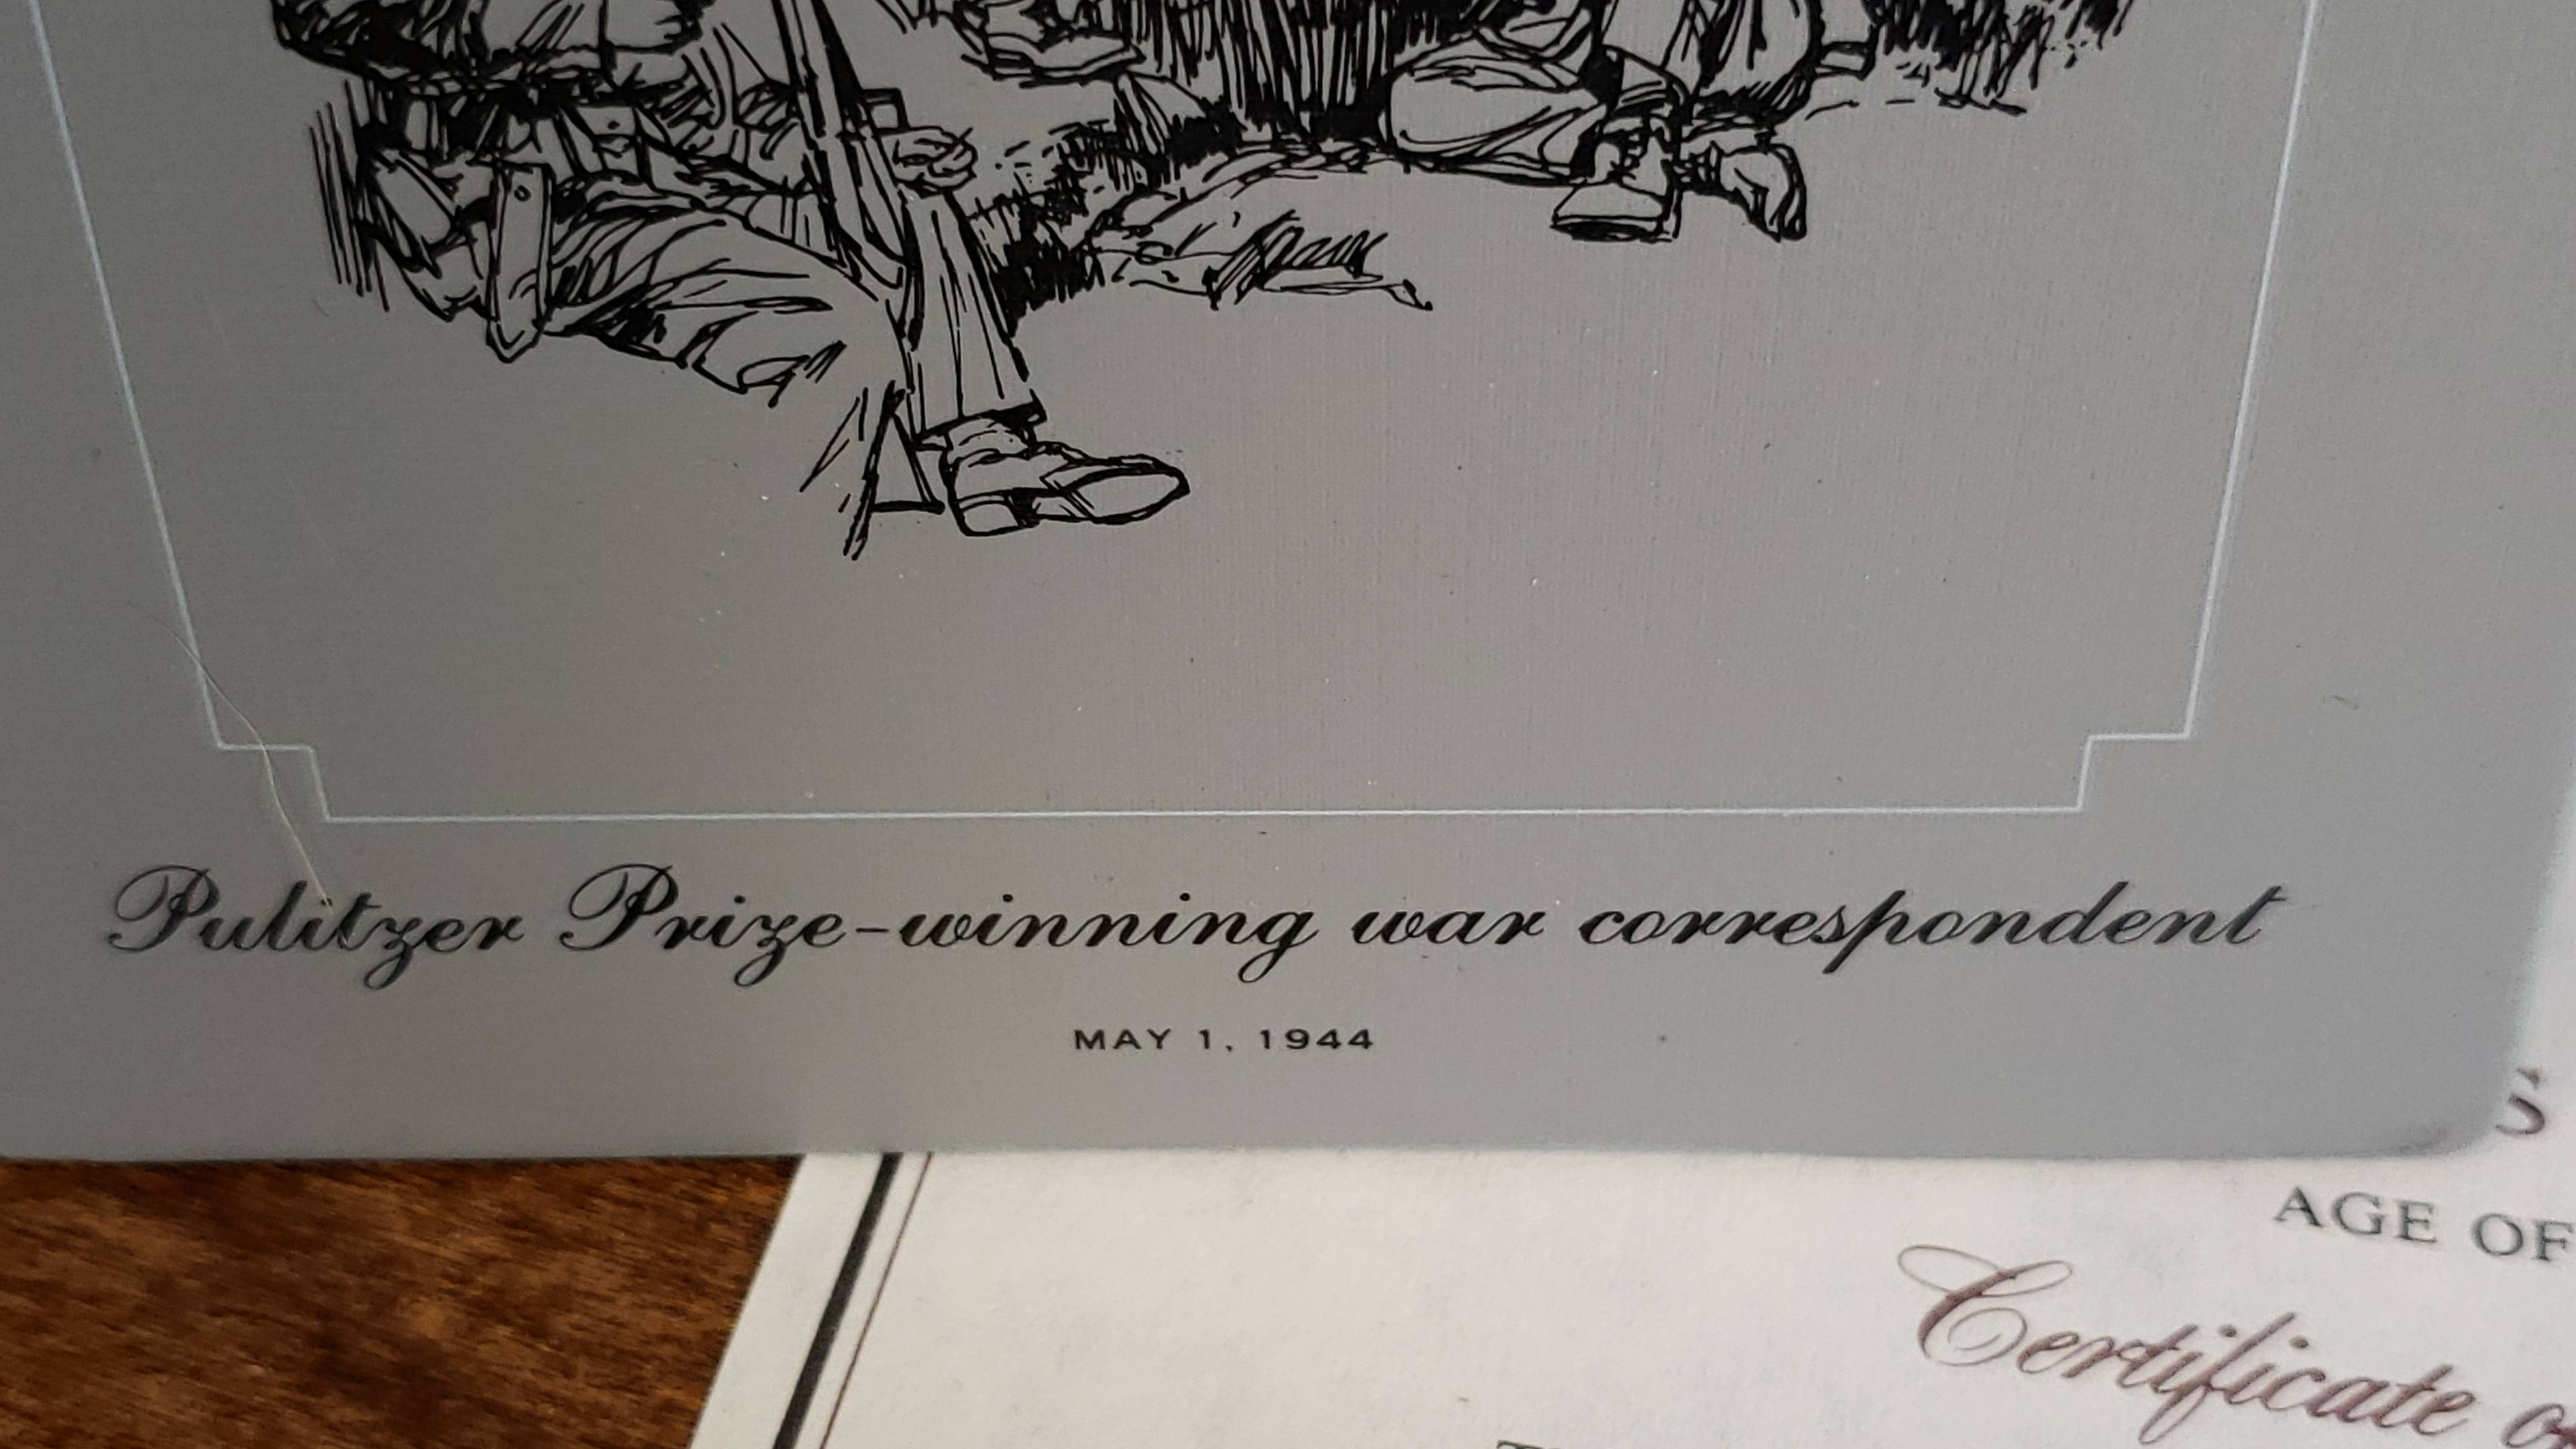 Pulitzer Prize-winning war correspondent
MAY 1, 1944
S
AGE OF
Certificate